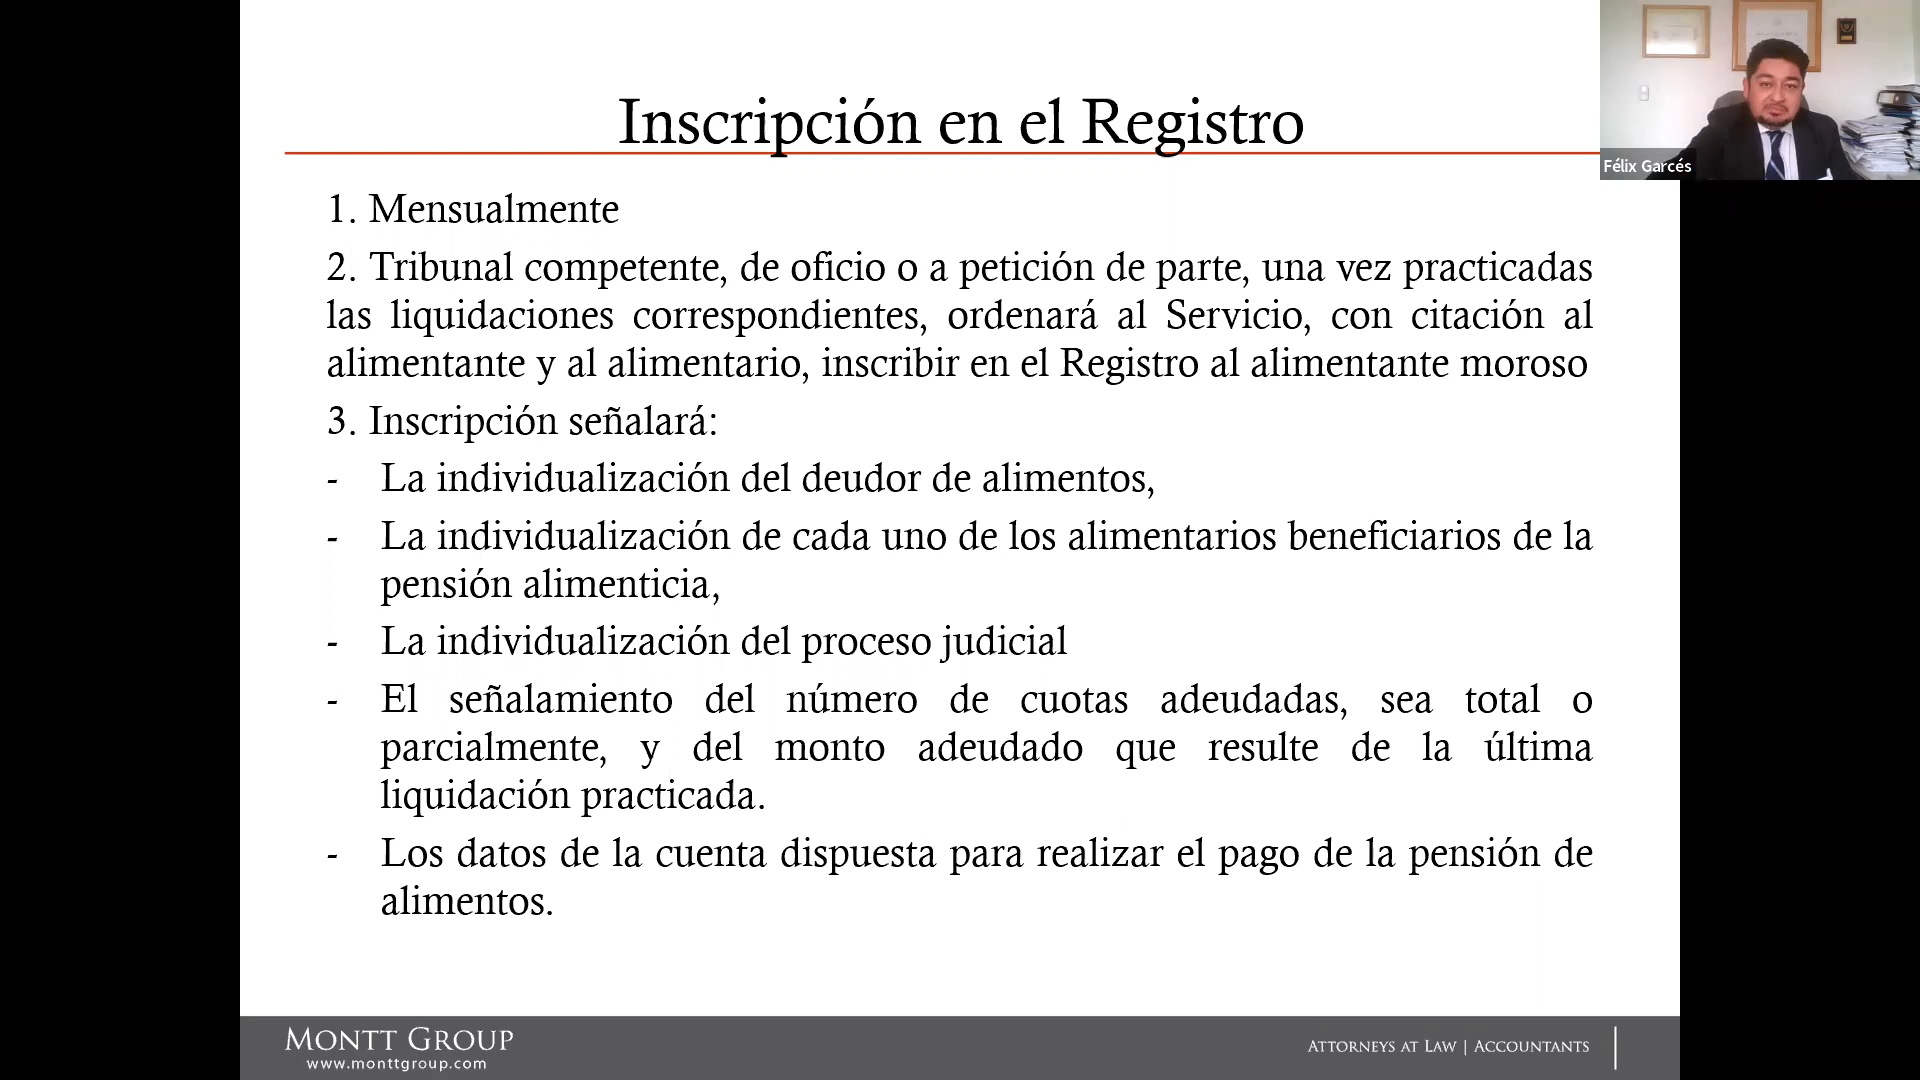 Inscripción en el Registro
Félix Garcés
1. Mensualmente
2. Tribunal competente, de oficio o a petición de parte, una vez practicadas
las liquidaciones correspondientes, ordenará al Servicio, con citación al
alimentante y al alimentario, inscribir en el Registro al alimentante moroso
3. Inscripción señalará:
- La individualización del deudor de alimentos,
- La individualización de cada uno de los alimentarios beneficiarios de la
pensión alimenticia,
- La individualización del proceso judicial
- El señalamiento del número de cuotas adeudadas, sea total o
parcialmente, y del monto adeudado que resulte de la última
liquidación practicada.
- Los datos de la cuenta dispuesta para realizar el pago de la pensión de
alimentos.
MONTT GROUP
www.monttgroup.com
ATTORNEYS AT LAW | ACCOUNTANTS